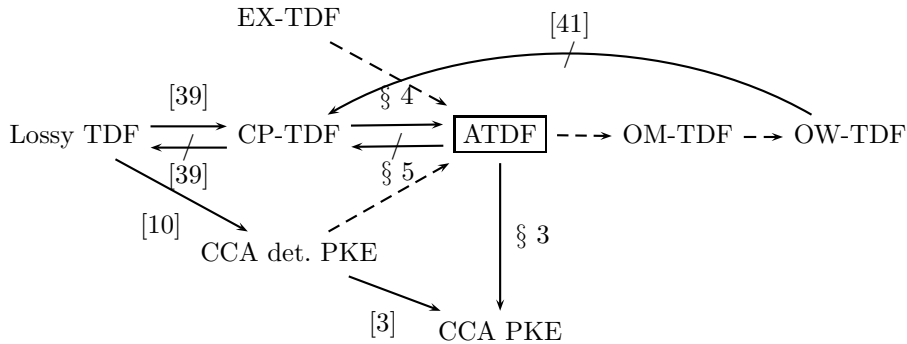 EX-TDF
[41]
[39]
§ 4
Lossy TDF
CP-TDF
ATDF
OM-TDF
OW-TDF
[39]
§ 5
[10]
§ 3
CCA det. PKE
[3]
CCA PKE